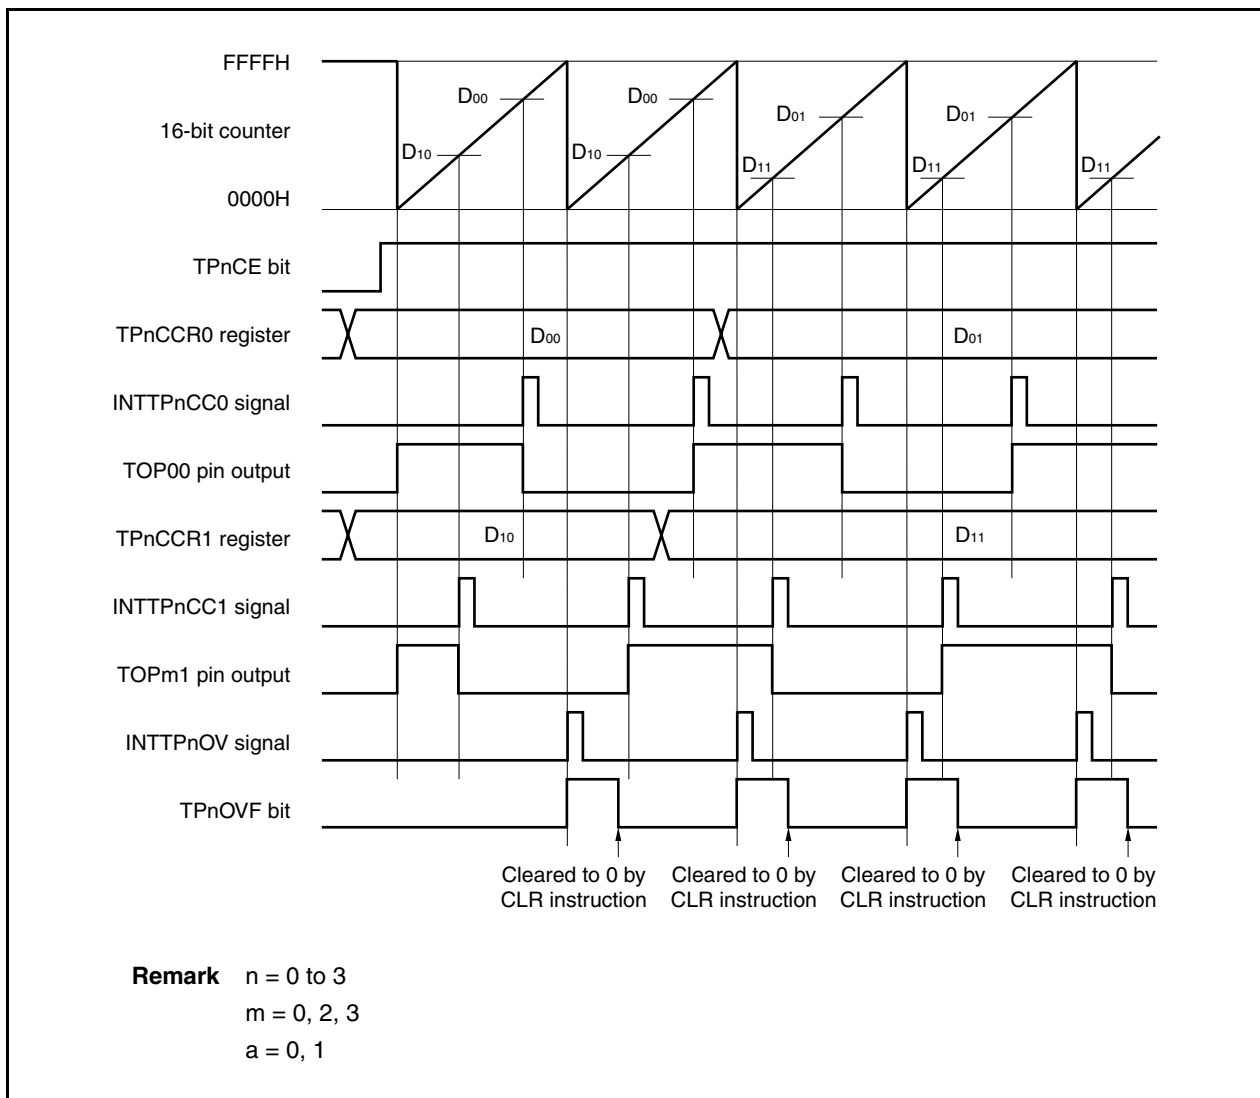 FFFFH
D00
D00
D01
D01
16-bit counter
D10
D10
D11
D11
D11
0000H
TPnCE bit
TPnCCR0 register
D00
D01
INTTPnCC0 signal
TOP00 pin output
TPnCCR1 register
D10
D11
INTTPnCC1 signal
TOPm1 pin output
INTTPnOV signal
TPnOVF bit
Cleared to 0 by
CLR instruction
Cleared to 0 by
CLR instruction
Cleared to 0 by
CLR instruction
Cleared to 0 by
CLR instruction
Remark n = 0 to 3
m = 0, 2, 3
a = 0, 1